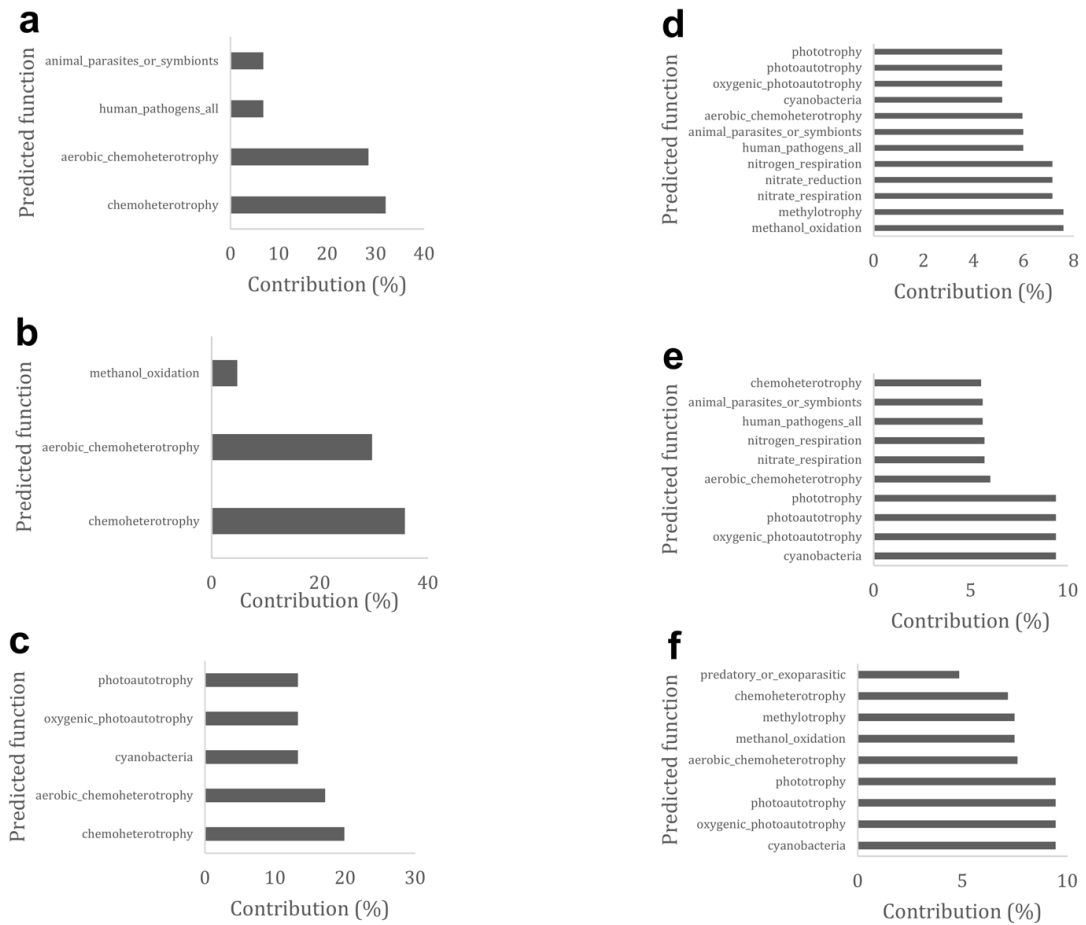 a
Predicted function
animal_parasites_or_symbionts
human_pathogens_all
aerobic_chemoheterotrophy
chemoheterotrophy
0 10 20 30 40
Contribution (%)
b
Predicted function
methanol_oxidation
aerobic_chemoheterotrophy
chemoheterotrophy
0 20 40
Contribution (%)
c
Predicted function
photoautotrophy
oxygenic_photoautotrophy
cyanobacteria
aerobic_chemoheterotrophy
chemoheterotrophy
0 10 20 30
Contribution (%)
d
Predicted function
phototrophy
photoautotrophy
oxygenic_photoautotrophy
cyanobacteria
aerobic_chemoheterotrophy
animal_parasites_or_symbionts
human_pathogens_all
nitrogen_respiration
nitrate_reduction
nitrate_respiration
methylotrophy
methanol_oxidation
0 2 4 6 8
Contribution (%)
e
Predicted function
chemoheterotrophy
animal_parasites_or_symbionts
human_pathogens_all
nitrogen_respiration
nitrate_respiration
aerobic_chemoheterotrophy
phototrophy
photoautotrophy
oxygenic_photoautotrophy
cyanobacteria
0 5 10
Contribution (%)
f
Predicted function
predatory_or_exoparasitic
chemoheterotrophy
methylotrophy
methanol_oxidation
aerobic_chemoheterotrophy
phototrophy
photoautotrophy
oxygenic_photoautotrophy
cyanobacteria
0 5 10
Contribution (%)